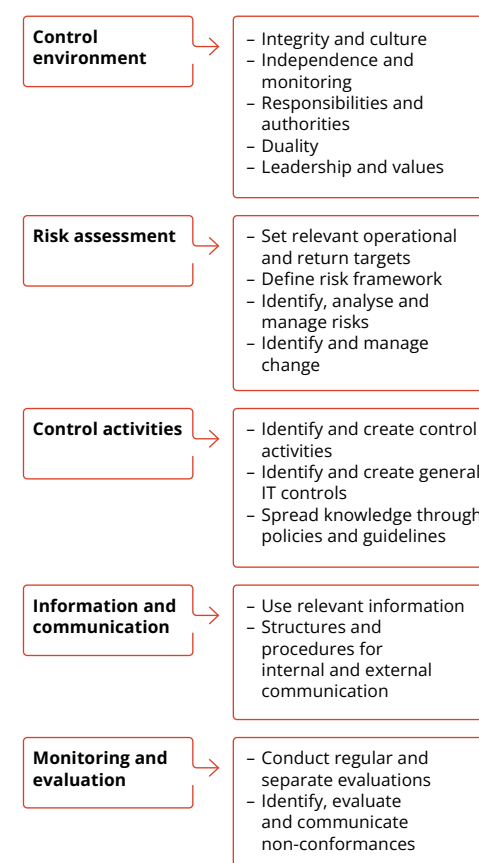 Control
environment
– Integrity and culture
– Independence and
monitoring
– Responsibilities and
authorities
– Duality
– Leadership and values
Risk assessment
– Set relevant operational
and return targets
– Define risk framework
– Identify, analyse and
manage risks
– Identify and manage
change
Control activities
– Identify and create control
activities
– Identify and create general
IT controls
– Spread knowledge through
policies and guidelines
Information and
communication
– Use relevant information
– Structures and
procedures for
internal and external
communication
Monitoring and
evaluation
– Conduct regular and
separate evaluations
– Identify, evaluate
and communicate
non-conformances